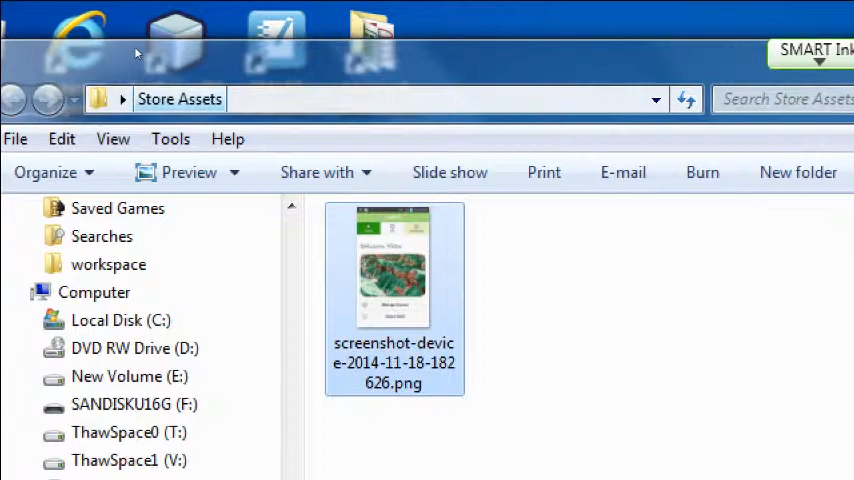 SMART Ink
Store Assets
Search Store Assets
File Edit View Tools Help
Organize Preview Share with Slide show Print E-mail Burn New folder
Saved Games
Searches
workspace
Computer
Local Disk (C:)
DVD RW Drive (D:)
New Volume (E:)
SANDISKU16G (F:)
ThawSpace0 (T:)
ThawSpace1 (V:)
screenshot-devic
e-2014-11-18-182
626.png